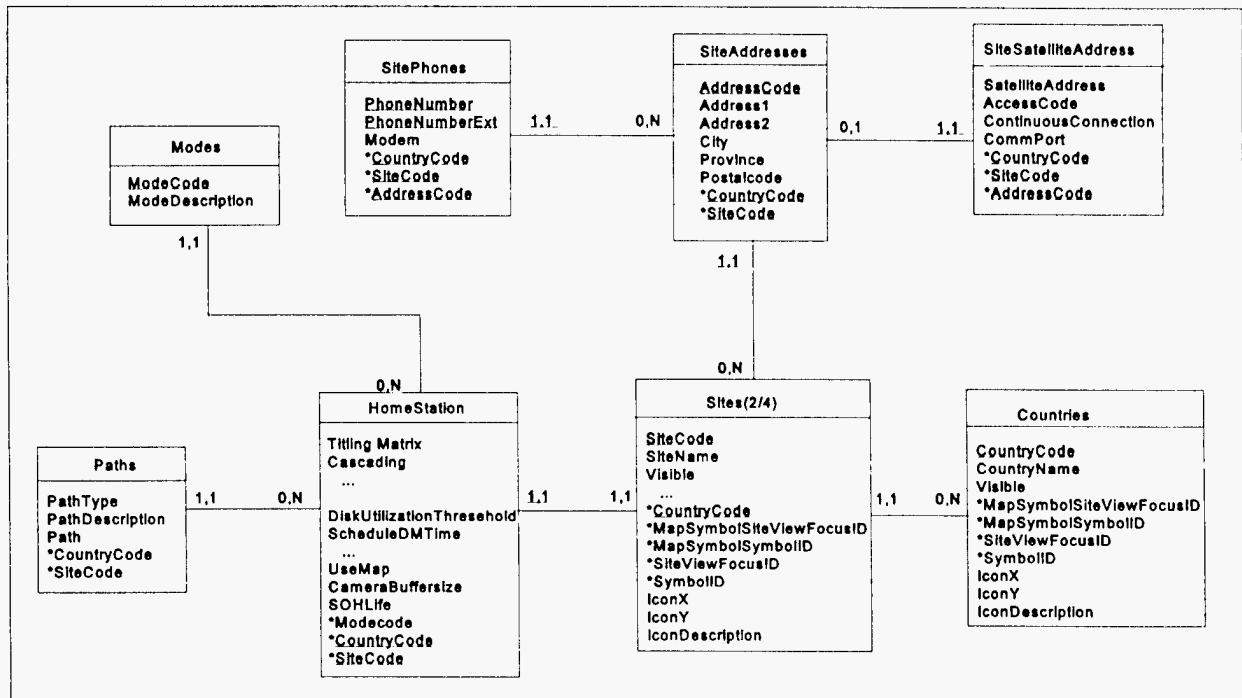 SitePhones
PhoneNumber
PhoneNumberExt
Modem
*CountryCode
*SiteCode
*AddressCode
1,1
0,N
SiteAddresses
AddressCode
Address1
Address2
City
Province
Postalcode
*CountryCode
*SiteCode
0,1
1,1
SiteSatelliteAddress
SatelliteAddress
AccessCode
ContinuousConnection
CommPort
*CountryCode
*SiteCode
*AddressCode
Modes
ModeCode
ModeDescription
1,1
0,N
1,1
0,N
Paths
PathType
PathDescription
Path
*CountryCode
*SiteCode
1,1
0,N
HomeStation
Titling Matrix
Cascading
...
DiskUtilizationThreshold
ScheduleDMTime
...
UseMap
CameraBuffersize
SOHLife
*Modecode
*CountryCode
*SiteCode
1,1
1,1
Sites(2/4)
SiteCode
SiteName
Visible
...
*CountryCode
*MapSymbolSiteViewFocusID
*MapSymbolSymbolID
*SiteViewFocusID
*SymbolID
IconX
IconY
IconDescription
1,1
0,N
Countries
CountryCode
CountryName
Visible
*MapSymbolSiteViewFocusID
*MapSymbolSymbolID
*SiteViewFocusID
*SymbolID
IconX
IconY
IconDescription